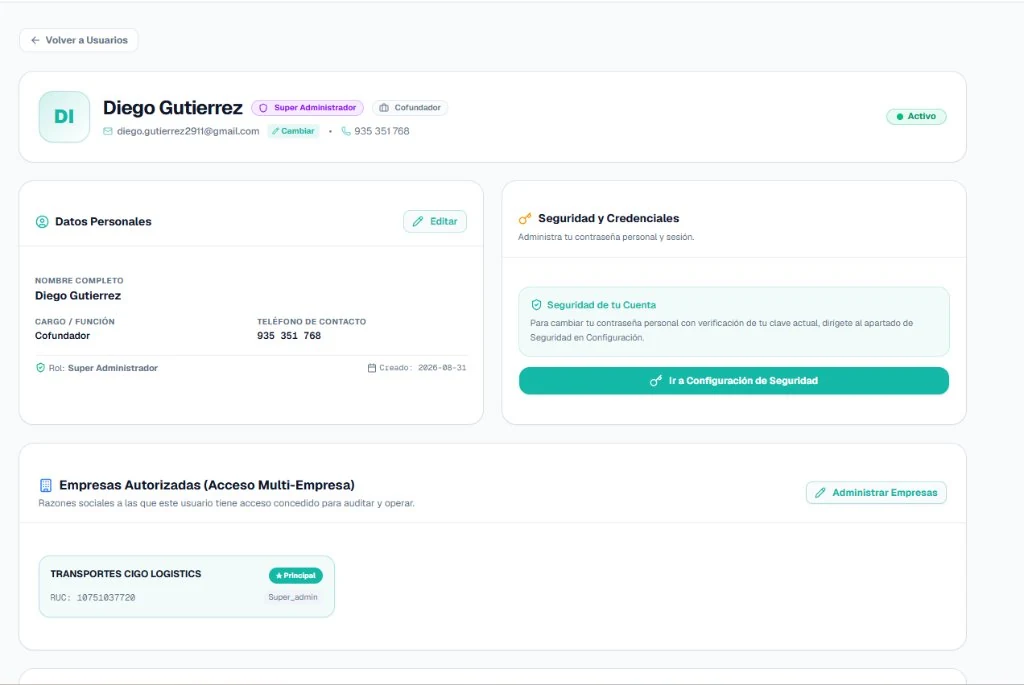 Volver a Usuarios
DI
Diego Gutierrez
Super Administrador
Cofundador
diego.gutierrez2911@gmail.com
Cambiar
•
935 351 768
Activo
Datos Personales
Editar
NOMBRE COMPLETO
Diego Gutierrez
CARGO / FUNCIÓN
Cofundador
TELÉFONO DE CONTACTO
935 351 768
Rol: Super Administrador
Creado: 2026-08-31
Seguridad y Credenciales
Administra tu contraseña personal y sesión.
Seguridad de tu Cuenta
Para cambiar tu contraseña personal con verificación de tu clave actual, dirígete al apartado de
Seguridad en Configuración.
Ir a Configuración de Seguridad
Empresas Autorizadas (Acceso Multi-Empresa)
Razones sociales a las que este usuario tiene acceso concedido para auditar y operar.
Administrar Empresas
TRANSPORTES CIGO LOGISTICS
Principal
RUC: 10751037720
Super_admin